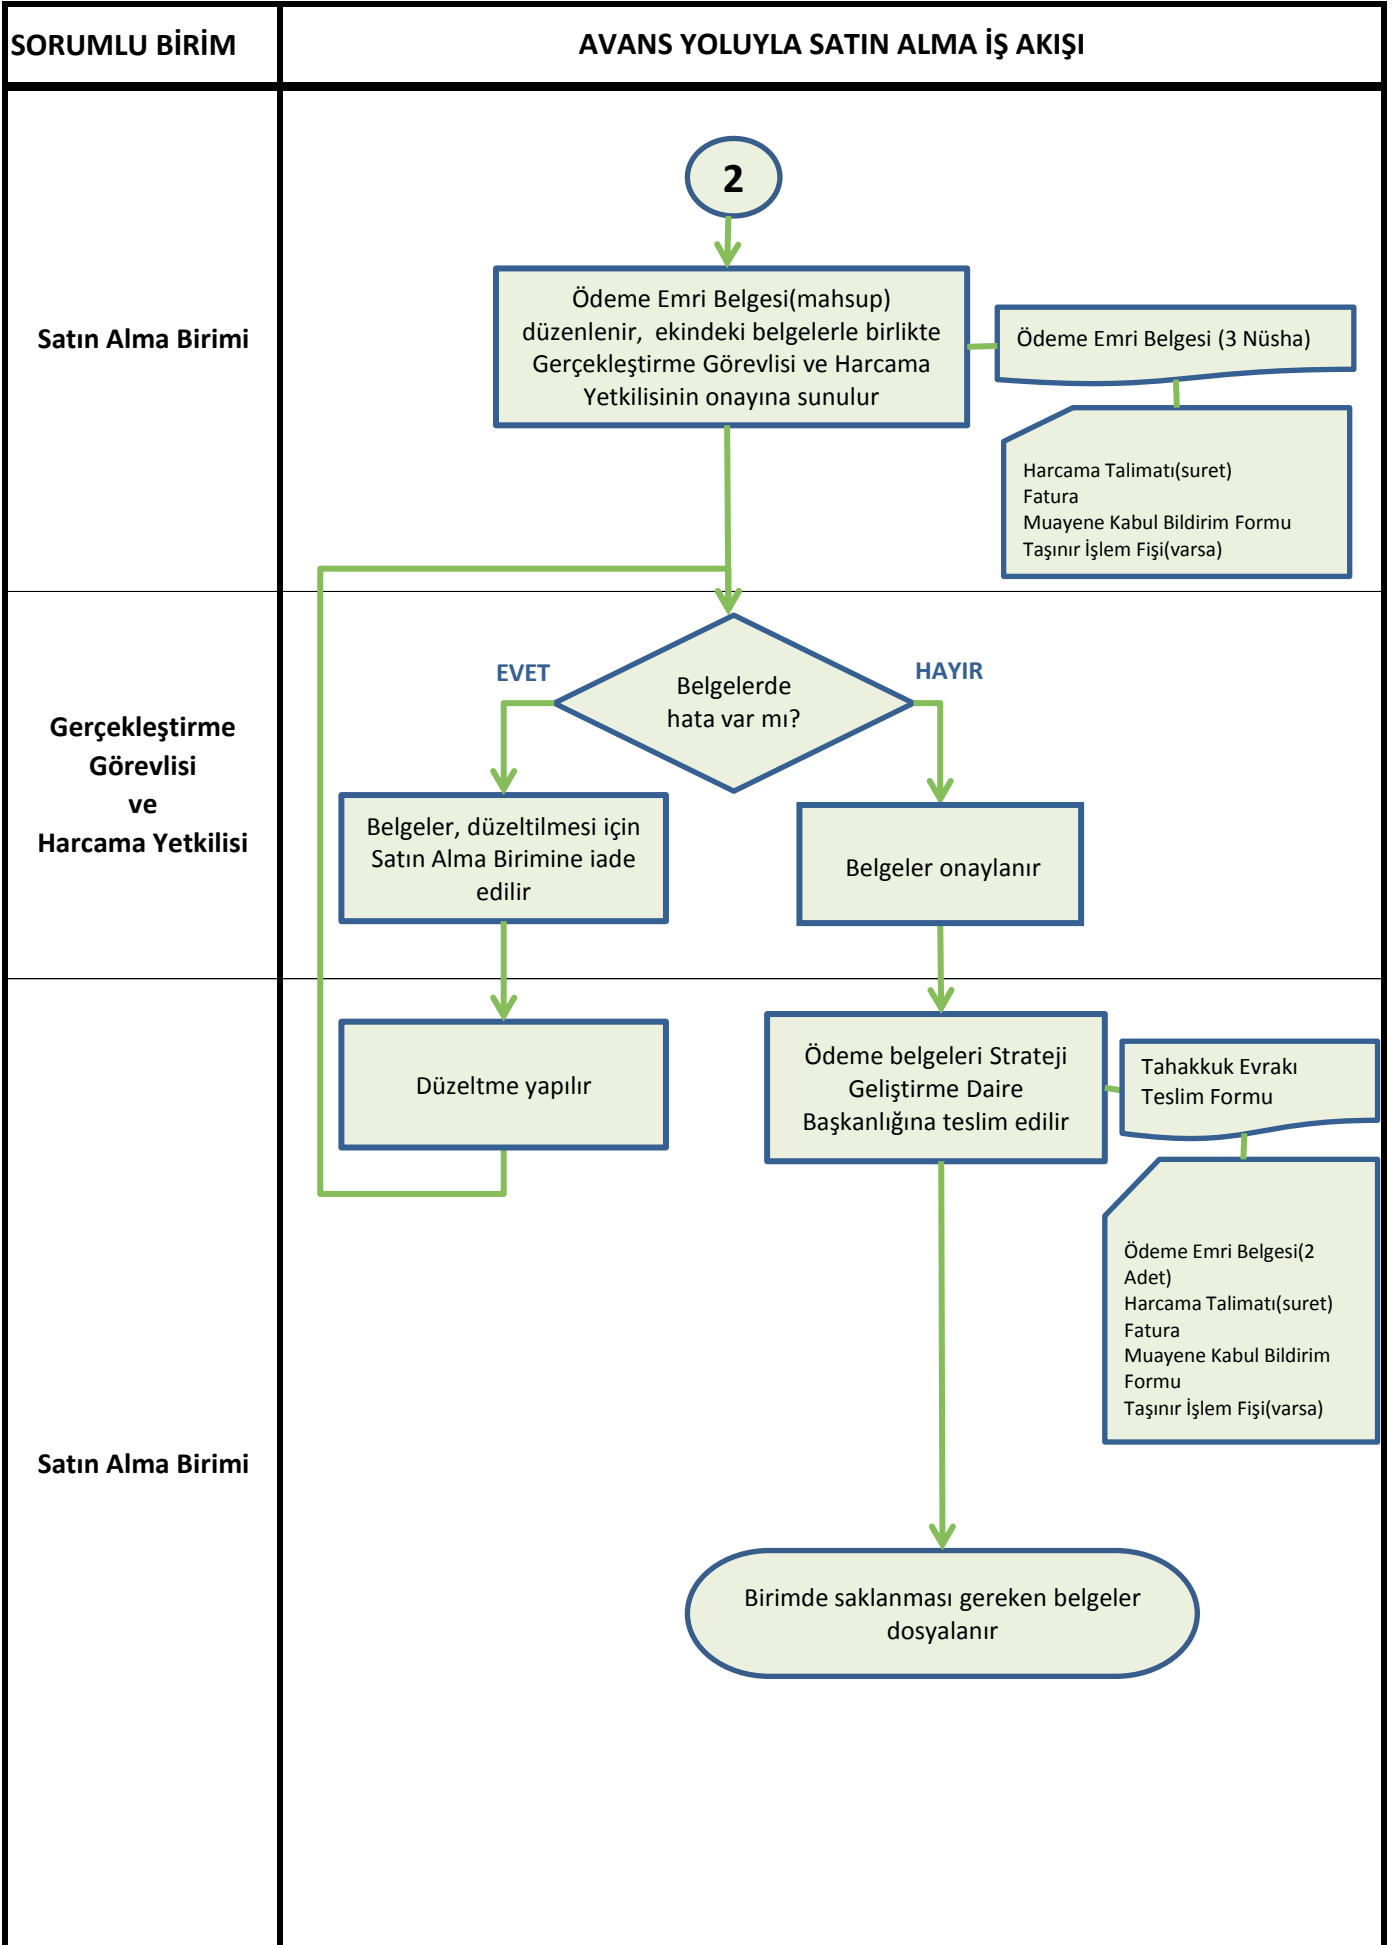 SORUMLU BİRİM
AVANS YOLUYLA SATIN ALMA İŞ AKIŞI
Satın Alma Birimi
2
Ödeme Emri Belgesi(mahsup)
düzenlenir, ekindeki belgelerle birlikte
Gerçekleştirme Görevlisi ve Harcama
Yetkilisinin onayına sunulur
Ödeme Emri Belgesi (3 Nüsha)
Harcama Talimatı(suret)
Fatura
Muayene Kabul Bildirim Formu
Taşınır İşlem Fişi(varsa)
Gerçekleştirme
Görevlisi
ve
Harcama Yetkilisi
EVET
Belgelerde
hata var mı?
HAYIR
Belgeler, düzeltilmesi için
Satın Alma Birimine iade
edilir
Belgeler onaylanır
Satın Alma Birimi
Düzeltme yapılır
Ödeme belgeleri Strateji
Geliştirme Daire
Başkanlığına teslim edilir
Tahakkuk Evrakı
Teslim Formu
Ödeme Emri Belgesi(2
Adet)
Harcama Talimatı(suret)
Fatura
Muayene Kabul Bildirim
Formu
Taşınır İşlem Fişi(varsa)
Birimde saklanması gereken belgeler
dosyalanır